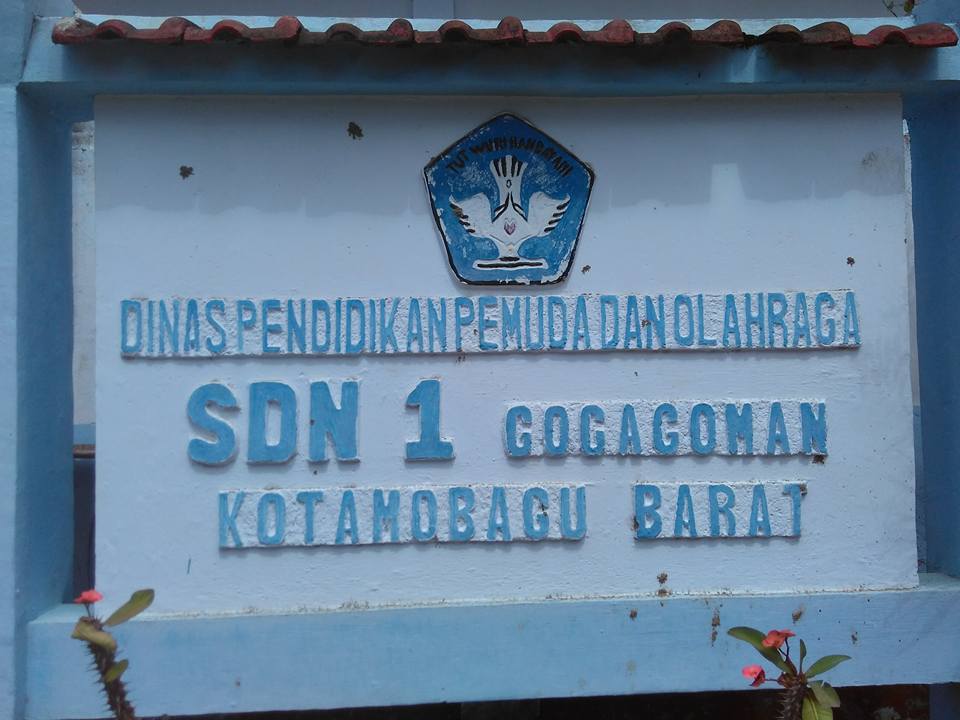 TUT WURI HANDAYANI
DINAS PENDIDIKAN PEMUDA DAN OLAHRAGA
SDN 1 GOGAGOMAN
KOTAMOBAGU BARAT